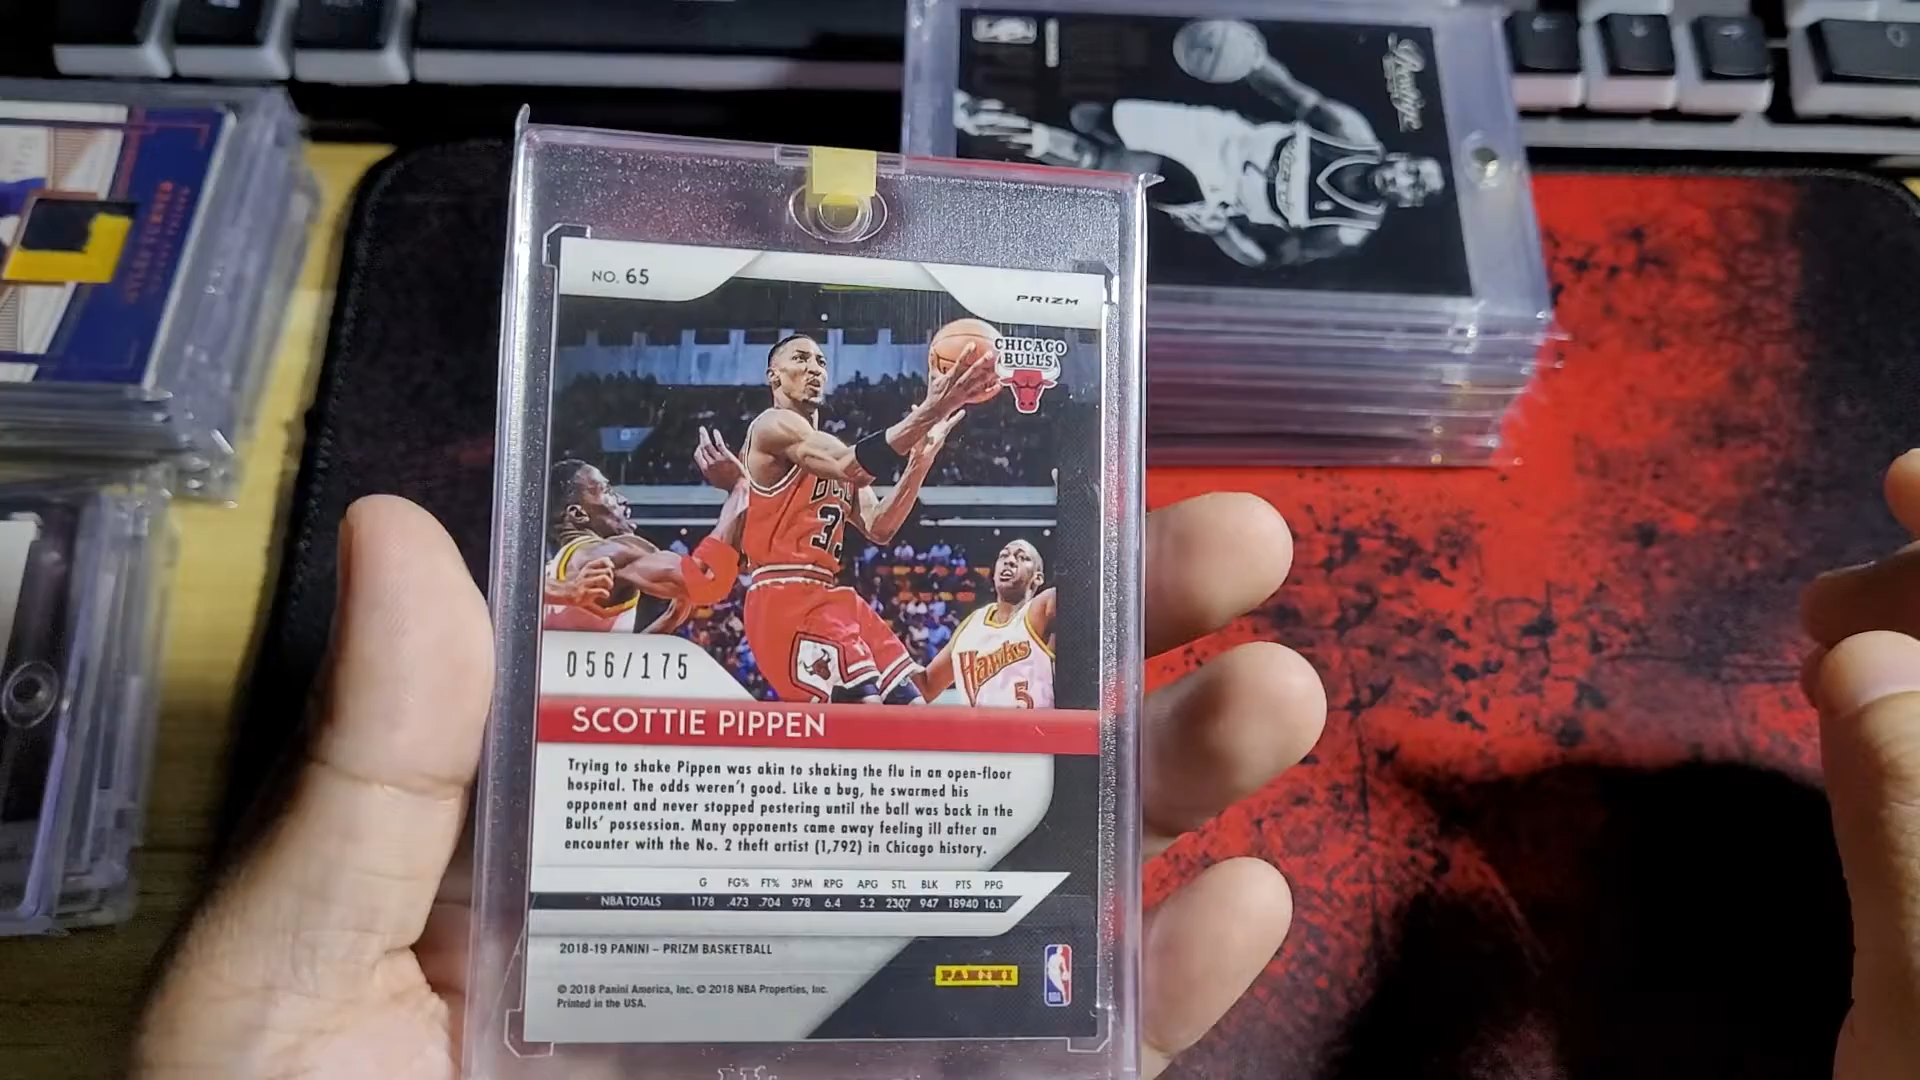 Prestige
NO. 65
PRIZM
CHICAGO
BULLS
Hawks
5
056/175
SCOTTIE PIPPEN
Trying to shake Pippen was akin to shaking the flu in an open-floor
hospital. The odds weren't good. Like a bug, he swarmed his
opponent and never stopped pestering until the ball was back in the
Bulls' possession. Many opponents came away feeling ill after an
encounter with the No. 2 theft artist (1,792) in Chicago history.
G FG% FT% 3PM RPG APG STL BLK PTS PPG
NBA TOTALS 1178 .473 .704 978 6.4 5.2 2307 947 18940 16.1
2018-19 PANINI – PRIZM BASKETBALL
PANINI
NBA
© 2018 Panini America, Inc. © 2018 NBA Properties, Inc.
Printed in the USA.